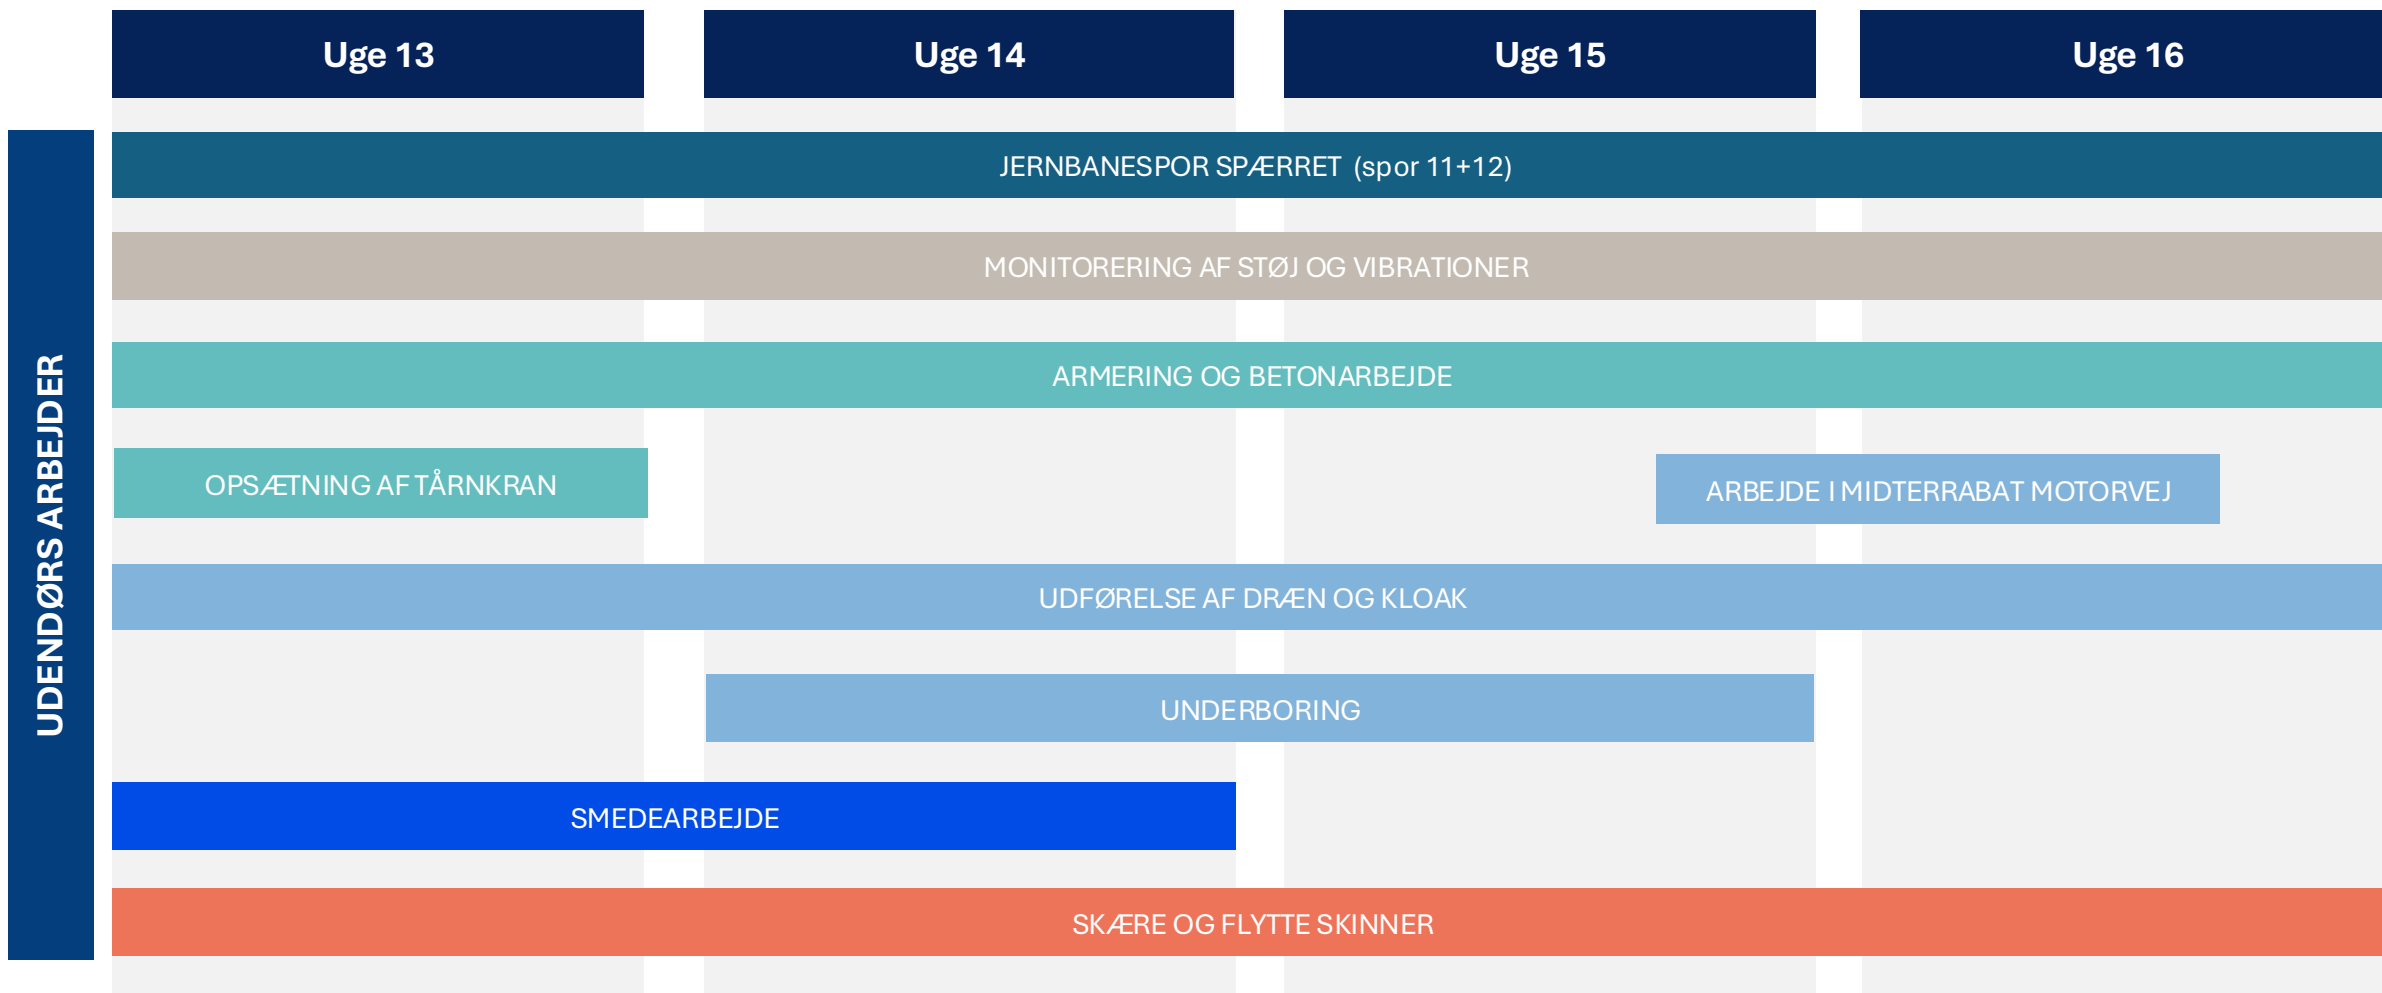 Uge 13
Uge 14
Uge 15
Uge 16
UDENDØRS ARBEJDER
JERNBANESPOR SPÆRRET (spor 11+12)
MONITORERING AF STØJ OG VIBRATIONER
ARMERING OG BETONARBEJDE
OPSÆTNING AF TÅRNKRAN
ARBEJDE I MIDTERRABAT MOTORVEJ
UDFØRELSE AF DRÆN OG KLOAK
UNDERBORING
SMEDEARBEJDE
SKÆRE OG FLYTTE SKINNER